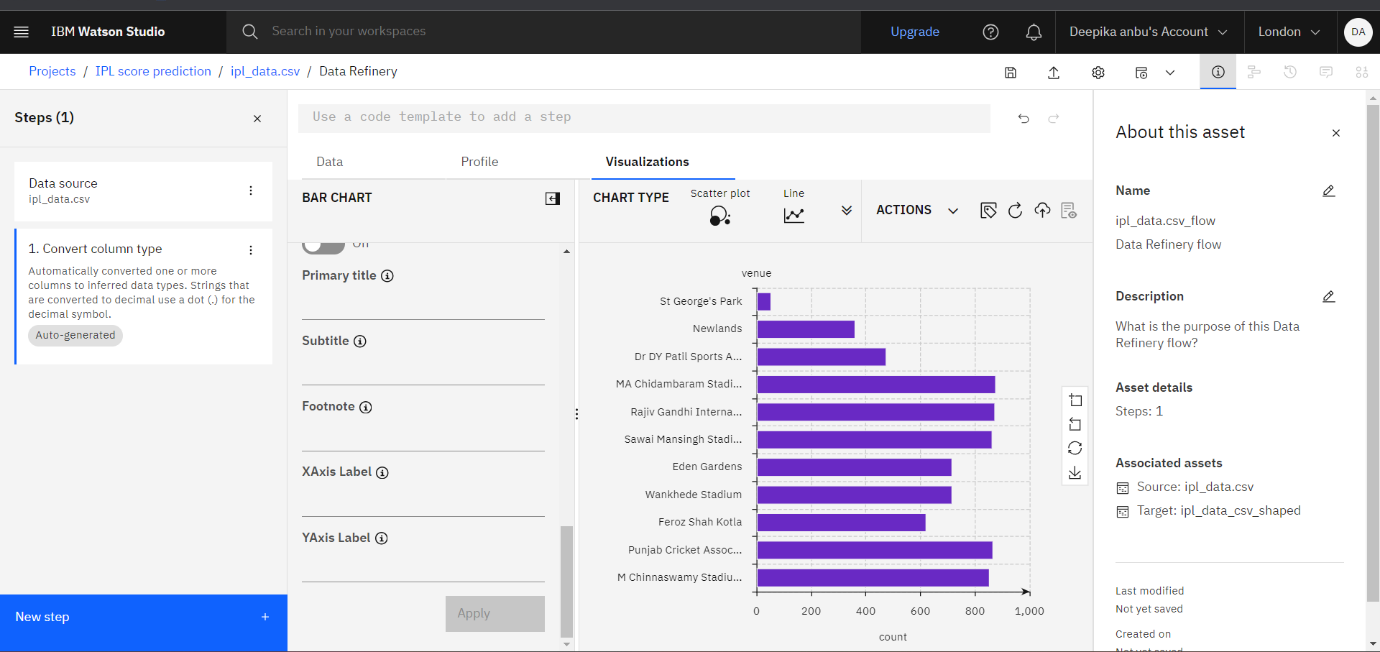 IBM Watson Studio
Search in your workspaces
Upgrade
Deepika anbu's Account
London
DA
Projects / IPL score prediction / ipl_data.csv / Data Refinery
Steps (1)
Data source
ipl_data.csv
1. Convert column type
Automatically converted one or more
columns to inferred data types. Strings that
are converted to decimal use a dot (.) for the
decimal symbol.
Auto-generated
New step
Use a code template to add a step
Data
Profile
Visualizations
BAR CHART
Off
Primary title
Subtitle
Footnote
XAxis Label
YAxis Label
Apply
CHART TYPE
Scatter plot
Line
ACTIONS
venue
St George's Park
Newlands
Dr DY Patil Sports A...
MA Chidambaram Stadi...
Rajiv Gandhi Interna...
Sawai Mansingh Stadi...
Eden Gardens
Wankhede Stadium
Feroz Shah Kotla
Punjab Cricket Assoc...
M Chinnaswamy Stadiu...
0 200 400 600 800 1,000
count
About this asset
Name
ipl_data.csv_flow
Data Refinery flow
Description
What is the purpose of this Data
Refinery flow?
Asset details
Steps: 1
Associated assets
Source: ipl_data.csv
Target: ipl_data_csv_shaped
Last modified
Not yet saved
Created on
Not yet saved